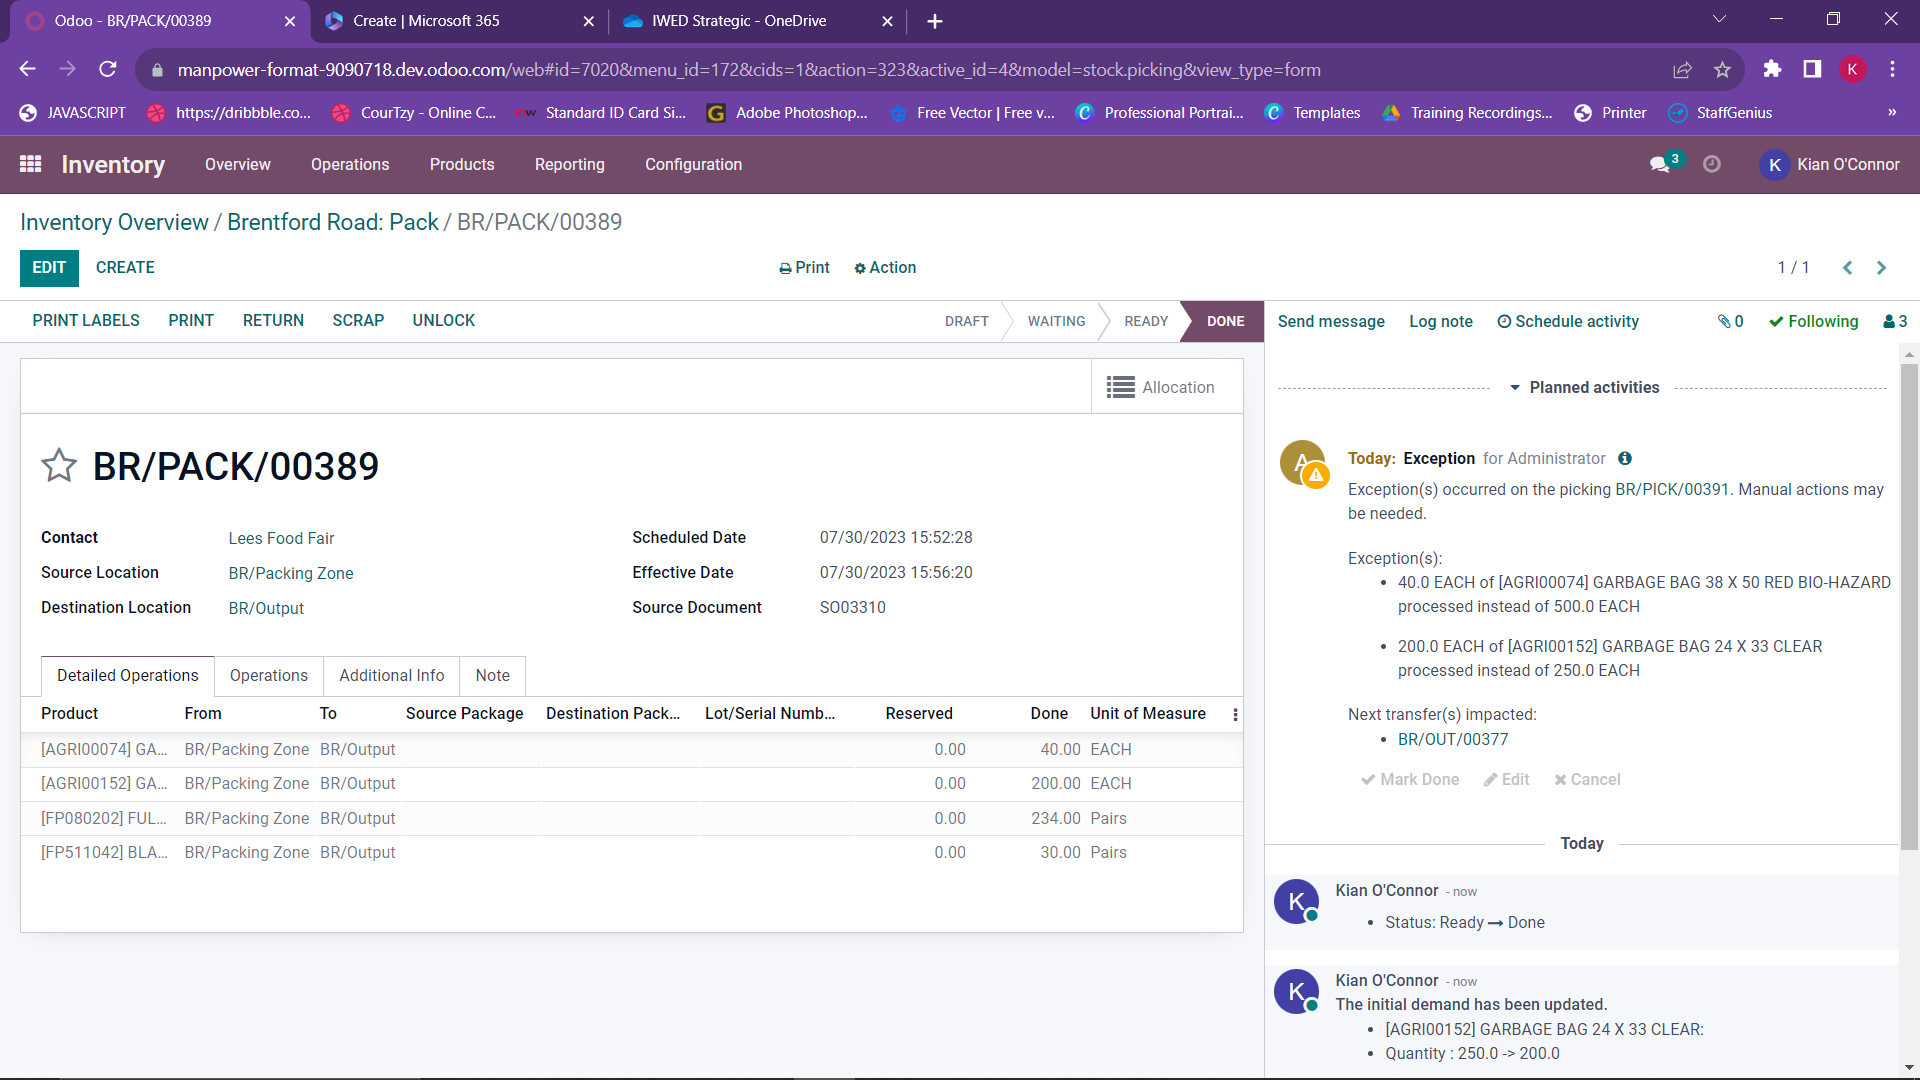 Odoo - BR/PACK/00389
Create | Microsoft 365
IWED Strategic - OneDrive
manpower-format-9090718.dev.odoo.com/web#id=7020&menu_id=172&cids=1&action=323&active_id=4&model=stock.picking&view_type=form
K
JAVASCRIPT
https://dribbble.co...
CourTzy - Online C...
Standard ID Card Si...
Adobe Photoshop...
Free Vector | Free v...
Professional Portrai...
Templates
Training Recordings...
Printer
StaffGenius
»
Inventory
Overview
Operations
Products
Reporting
Configuration
3
K
Kian O'Connor
Inventory Overview / Brentford Road: Pack / BR/PACK/00389
EDIT
CREATE
Print
Action
1 / 1
PRINT LABELS
PRINT
RETURN
SCRAP
UNLOCK
DRAFT
WAITING
READY
DONE
Send message
Log note
Schedule activity
0
Following
3
Allocation
BR/PACK/00389
Contact
Lees Food Fair
Source Location
BR/Packing Zone
Destination Location
BR/Output
Scheduled Date
07/30/2023 15:52:28
Effective Date
07/30/2023 15:56:20
Source Document
SO03310
Detailed Operations
Operations
Additional Info
Note
Product From To Source Package Destination Pack... Lot/Serial Numb... Reserved Done Unit of Measure
[AGRI00074] GA... BR/Packing Zone BR/Output 0.00 40.00 EACH
[AGRI00152] GA... BR/Packing Zone BR/Output 0.00 200.00 EACH
[FP080202] FUL... BR/Packing Zone BR/Output 0.00 234.00 Pairs
[FP511042] BLA... BR/Packing Zone BR/Output 0.00 30.00 Pairs
Planned activities
A
Today: Exception for Administrator
Exception(s) occurred on the picking BR/PICK/00391. Manual actions may
be needed.
Exception(s):
• 40.0 EACH of [AGRI00074] GARBAGE BAG 38 X 50 RED BIO-HAZARD
processed instead of 500.0 EACH
• 200.0 EACH of [AGRI00152] GARBAGE BAG 24 X 33 CLEAR
processed instead of 250.0 EACH
Next transfer(s) impacted:
• BR/OUT/00377
Mark Done
Edit
Cancel
Today
K
Kian O'Connor - now
• Status: Ready → Done
K
Kian O'Connor - now
The initial demand has been updated.
• [AGRI00152] GARBAGE BAG 24 X 33 CLEAR:
• Quantity : 250.0 -> 200.0